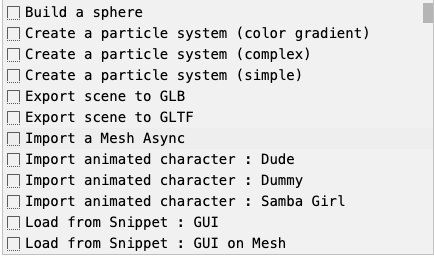 Build a sphere
Create a particle system (color gradient)
Create a particle system (complex)
Create a particle system (simple)
Export scene to GLB
Export scene to GLTF
Import a Mesh Async
Import animated character : Dude
Import animated character : Dummy
Import animated character : Samba Girl
Load from Snippet : GUI
Load from Snippet : GUI on Mesh